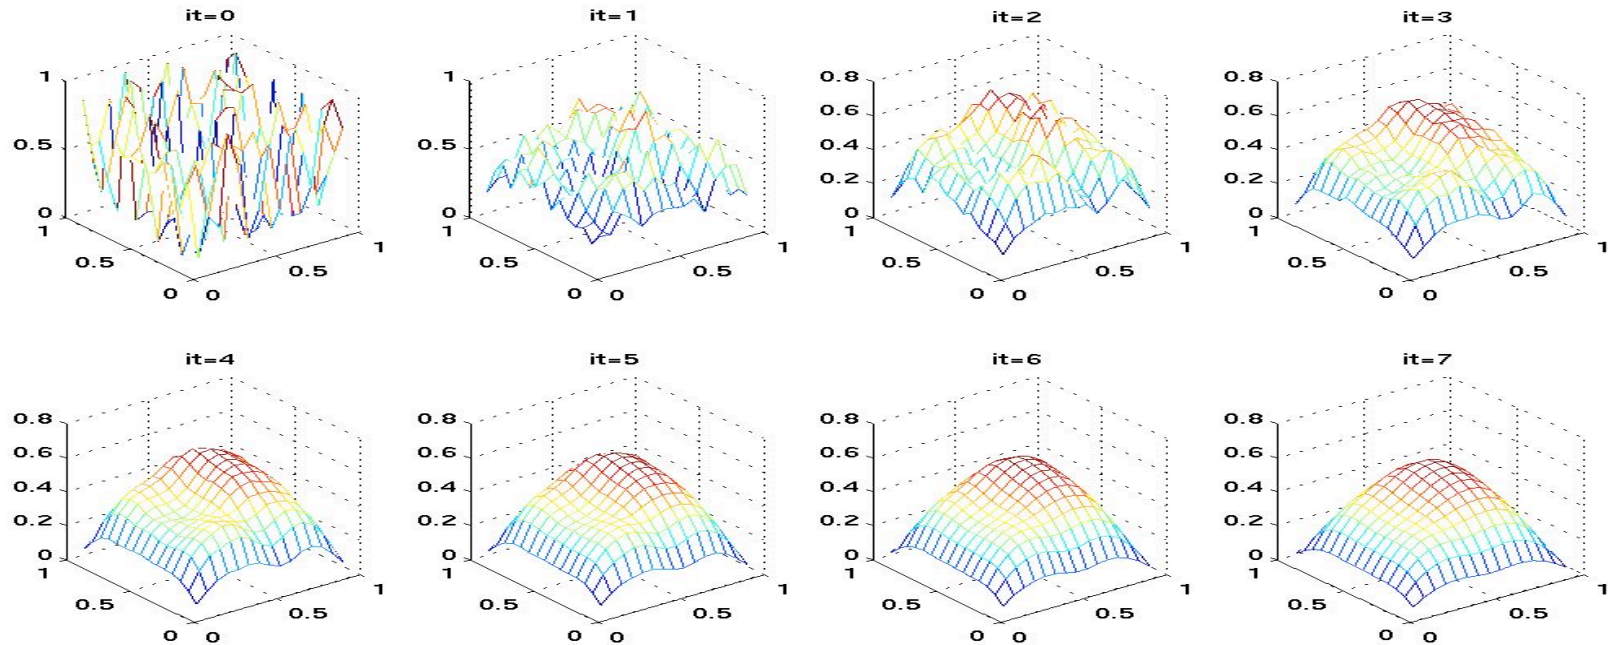 it=0 it=1 it=2 it=3
1 1 0.8 0.8
0.6 0.6
0.5 0.5 0.4 0.4
0.2 0.2
0 0 0 0
1 1 1 1 1 1 1 1
0.5 0.5 0.5 0.5 0.5 0.5 0.5 0.5
0 0 0 0 0 0 0 0
it=4 it=5 it=6 it=7
0.8 0.8 0.8 0.8
0.6 0.6 0.6 0.6
0.4 0.4 0.4 0.4
0.2 0.2 0.2 0.2
0 0 0 0
1 1 1 1 1 1 1 1
0.5 0.5 0.5 0.5 0.5 0.5 0.5 0.5
0 0 0 0 0 0 0 0